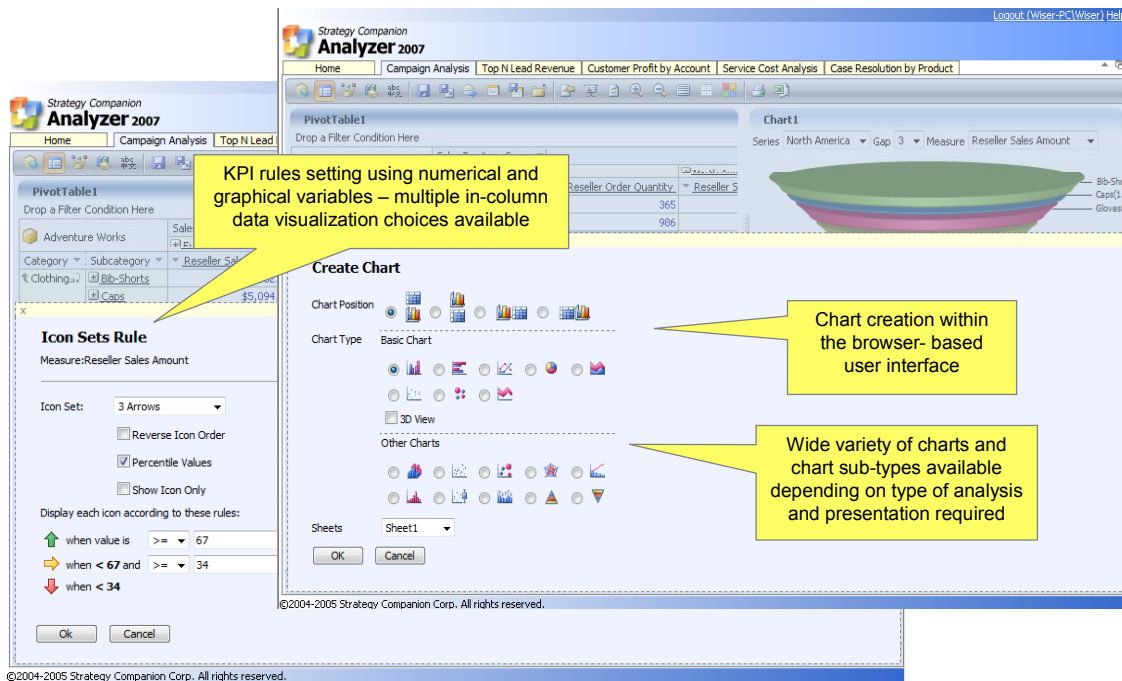 Logout (Wiser-PC\Wiser) Help
Strategy Companion
Analyzer 2007
Home Campaign Analysis Top N Lead Revenue Customer Profit by Account Service Cost Analysis Case Resolution by Product
PivotTable1
Drop a Filter Condition Here
Chart1
Series North America Gap 3 Measure Reseller Sales Amount
Reseller Order Quantity Reseller S
365
986
Caps(1.
Gloves
Create Chart
Chart Position
Chart Type Basic Chart
3D View
Other Charts
Sheets Sheet1
OK Cancel
©2004-2005 Strategy Companion Corp. All rights reserved.
Chart creation within
the browser- based
user interface
Wide variety of charts and
chart sub-types available
depending on type of analysis
and presentation required
Strategy Companion
Analyzer 2007
Home Campaign Analysis Top N Lead
PivotTable1
Drop a Filter Condition Here
Adventure Works
Category Subcategory Reseller Sal
Clothing Bib-Shorts
Caps $5,094
KPI rules setting using numerical and
graphical variables – multiple in-column
data visualization choices available
x
Icon Sets Rule
Measure:Reseller Sales Amount
Icon Set: 3 Arrows
Reverse Icon Order
Percentile Values
Show Icon Only
Display each icon according to these rules:
when value is >= 67
when < 67 and >= 34
when < 34
Ok Cancel
©2004-2005 Strategy Companion Corp. All rights reserved.